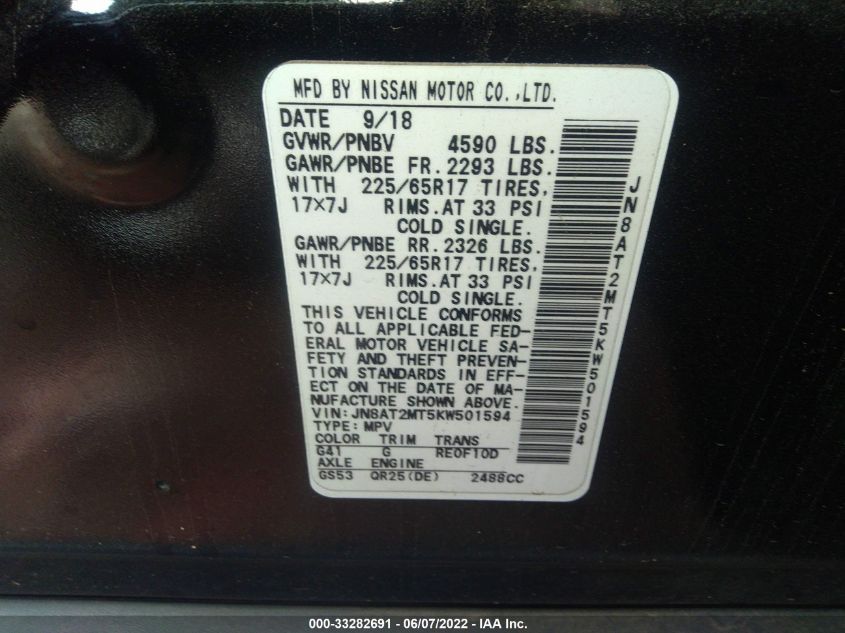 MFD BY NISSAN MOTOR CO.,LTD.
DATE 9/18
GVWR/PNBV 4590 LBS.
GAWR/PNBE FR.2293 LBS.
WITH 225/65R17 TIRES,
17×7J RIMS.AT 33 PSI
COLD SINGLE.
GAWR/PNBE RR.2326 LBS.
WITH 225/65R17 TIRES,
17×7J RIMS.AT 33 PSI
COLD SINGLE.
THIS VEHICLE CONFORMS
TO ALL APPLICABLE FED-
ERAL MOTOR VEHICLE SA-
FETY AND THEFT PREVEN-
TION STANDARDS IN EFF-
ECT ON THE DATE OF MA-
NUFACTURE SHOWN ABOVE.
VIN:JN8AT2MT5KW501594
TYPE:MPV
COLOR TRIM TRANS
G41 G RE0F10D
AXLE ENGINE
GS53 QR25(DE) 2488CC
JN8AT2MT5KW501594
000-33282691 - 06/07/2022 - IAA Inc.